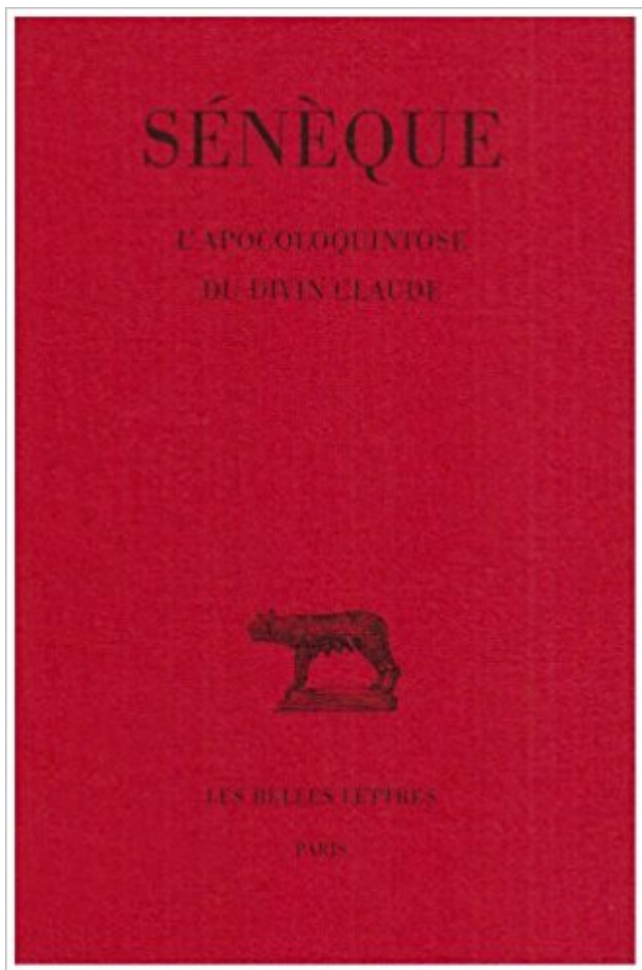 SÉNÈQUE
L'APOCOLOQUINTOSE
DU DIVIN CLAUDE
LES BELLES LETTRES
PARIS